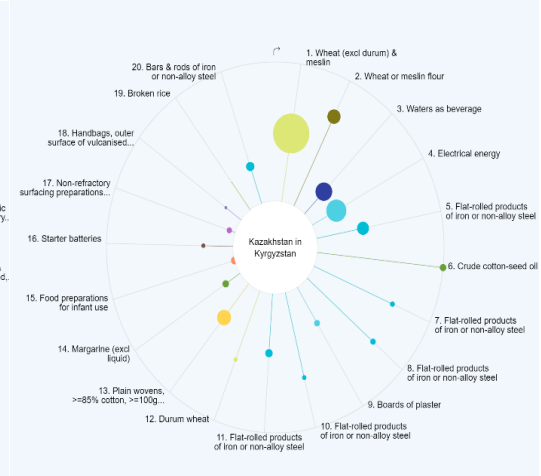 1. Wheat (excl durum) &
meslin
2. Wheat or meslin flour
3. Waters as beverage
4. Electrical energy
5. Flat-rolled products
of iron or non-alloy steel
6. Crude cotton-seed oil
7. Flat-rolled products
of iron or non-alloy steel
8. Flat-rolled products
of iron or non-alloy steel
9. Boards of plaster
10. Flat-rolled products
of iron or non-alloy steel
11. Flat-rolled products
of iron or non-alloy steel
12. Durum wheat
13. Plain wovens,
>=85% cotton, >=100g...
14. Margarine (excl
liquid)
15. Food preparations
for infant use
16. Starter batteries
17. Non-refractory
surfacing preparations...
18. Handbags, outer
surface of vulcanised...
19. Broken rice
20. Bars & rods of iron
or non-alloy steel
Kazakhstan in
Kyrgyzstan
ic
ry..
d,.